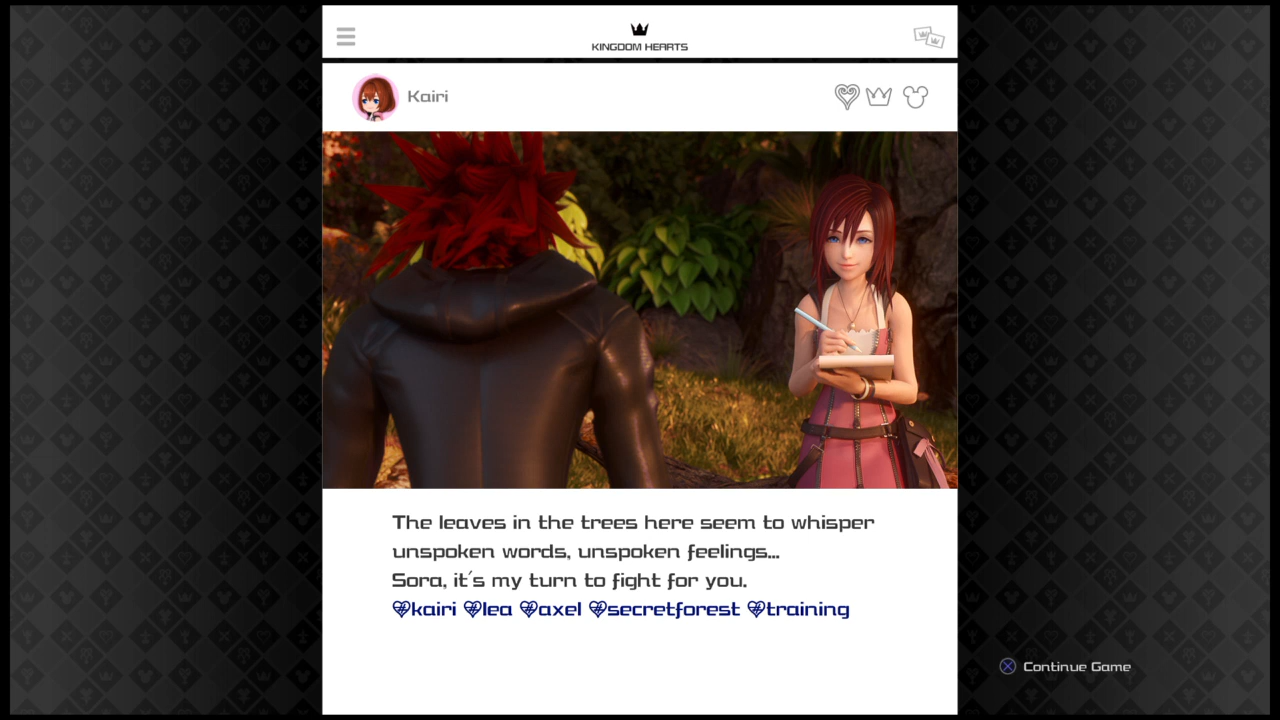 KINGDOM HEARTS
Kairi
The leaves in the trees here seem to whisper
unspoken words, unspoken feelings...
Sora, it's my turn to fight for you.
kairi lea axel secretforest training
Continue Game